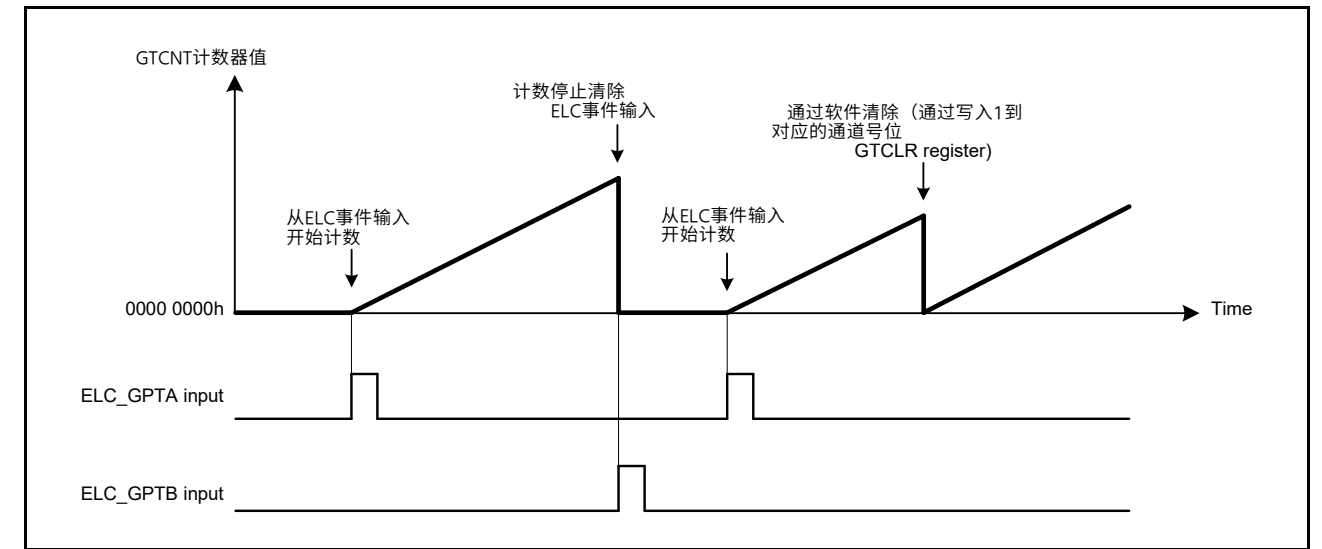 GTCNT计数器值
计数停止清除
ELC事件输入
通过软件清除（通过写入1到
对应的通道号位
GTCLR register)
从ELC事件输入
开始计数
从ELC事件输入
开始计数
0000 0000h
Time
ELC_GPTA input
ELC_GPTB input